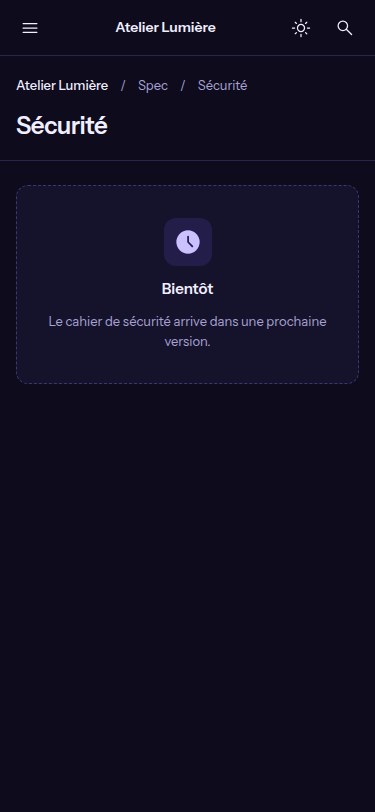 Atelier Lumière
Atelier Lumière / Spec / Sécurité
Sécurité
Bientôt
Le cahier de sécurité arrive dans une prochaine
version.